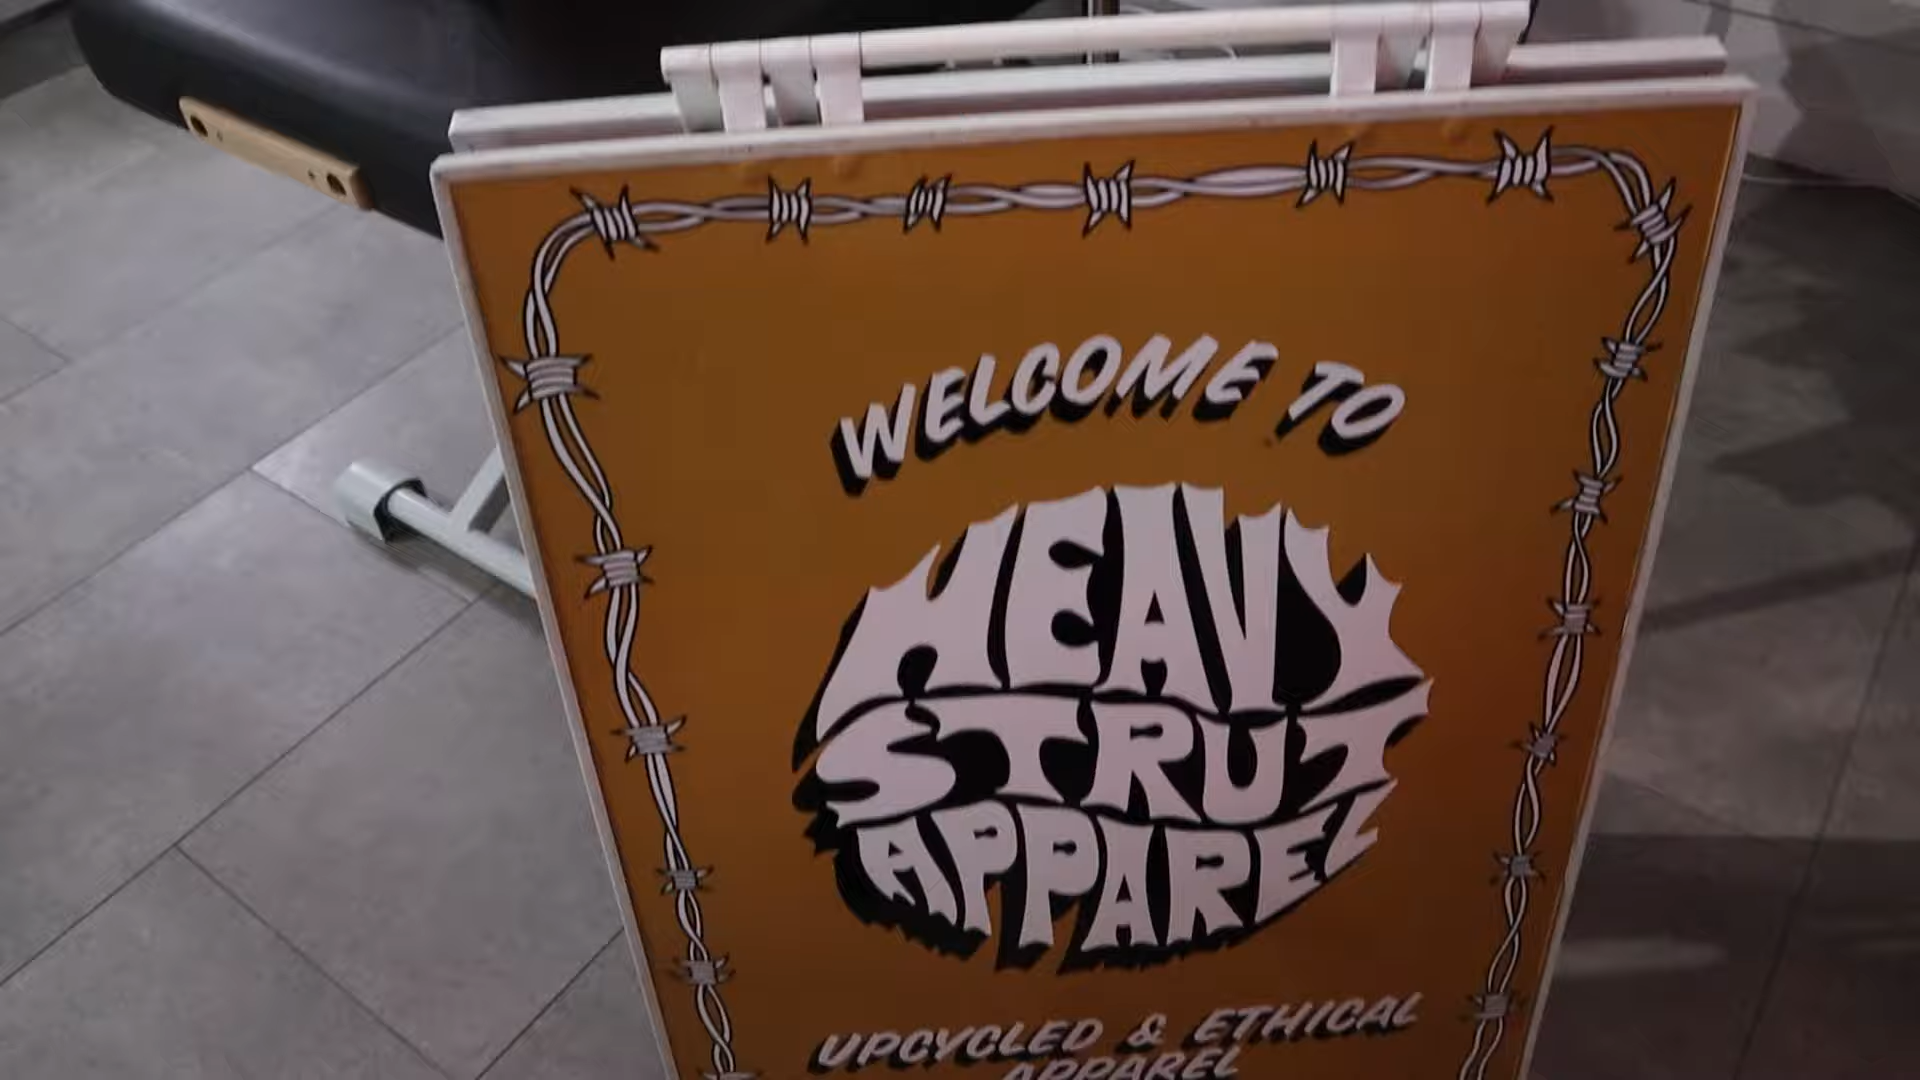 WELCOME TO
HEAVY
STRUT
APPAREL
UPCYCLED & ETHICAL
APPAREL